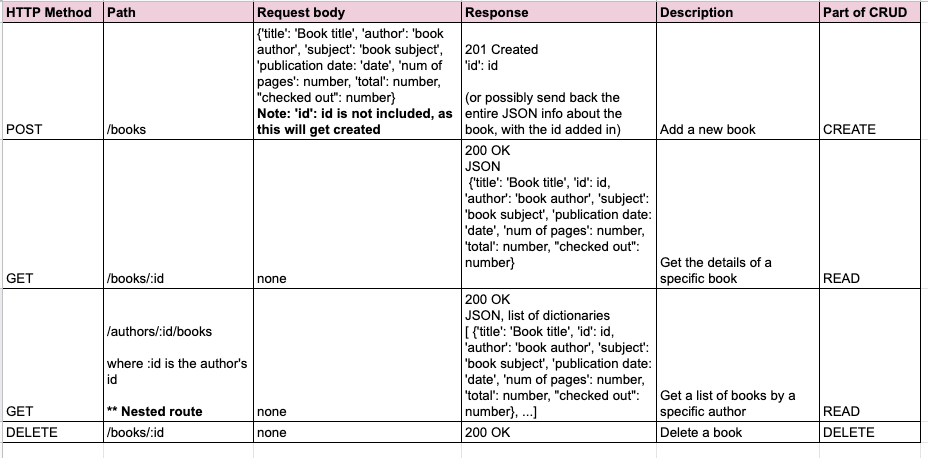 HTTP Method Path Request body Response Description Part of CRUD
{'title': 'Book title', 'author': 'book
author', 'subject': 'book subject',
'publication date: 'date', 'num of
pages': number, 'total': number,
"checked out": number}
Note: 'id': id is not included, as
this will get created
201 Created
'id': id
(or possibly send back the
entire JSON info about the
book, with the id added in)
POST /books Add a new book CREATE
200 OK
JSON
{'title': 'Book title', 'id': id,
'author': 'book author', 'subject':
'book subject', 'publication date:
'date', 'num of pages': number,
'total': number, "checked out":
number}
Get the details of a
specific book
GET /books/:id none READ
/authors/:id/books
where :id is the author's
id
** Nested route
200 OK
JSON, list of dictionaries
[ {'title': 'Book title', 'id': id,
'author': 'book author', 'subject':
'book subject', 'publication date:
'date', 'num of pages': number,
'total': number, "checked out":
number}, ...]
Get a list of books by a
specific author
GET none READ
DELETE /books/:id none 200 OK Delete a book DELETE